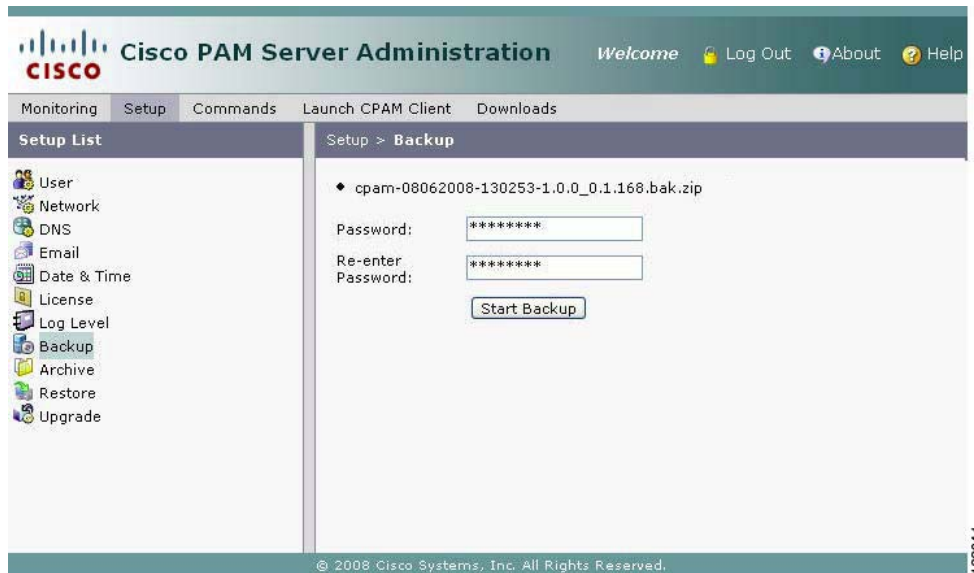 CISCO
Cisco PAM Server Administration
Welcome
Log Out
About
Help
Monitoring
Setup
Commands
Launch CPAM Client
Downloads
Setup List
User
Network
DNS
Email
Date & Time
License
Log Level
Backup
Archive
Restore
Upgrade
Setup > Backup
cpam-08062008-130253-1.0.0_0.1.168.bak.zip
Password:
********
Re-enter
Password:
********
Start Backup
© 2008 Cisco Systems, Inc. All Rights Reserved.